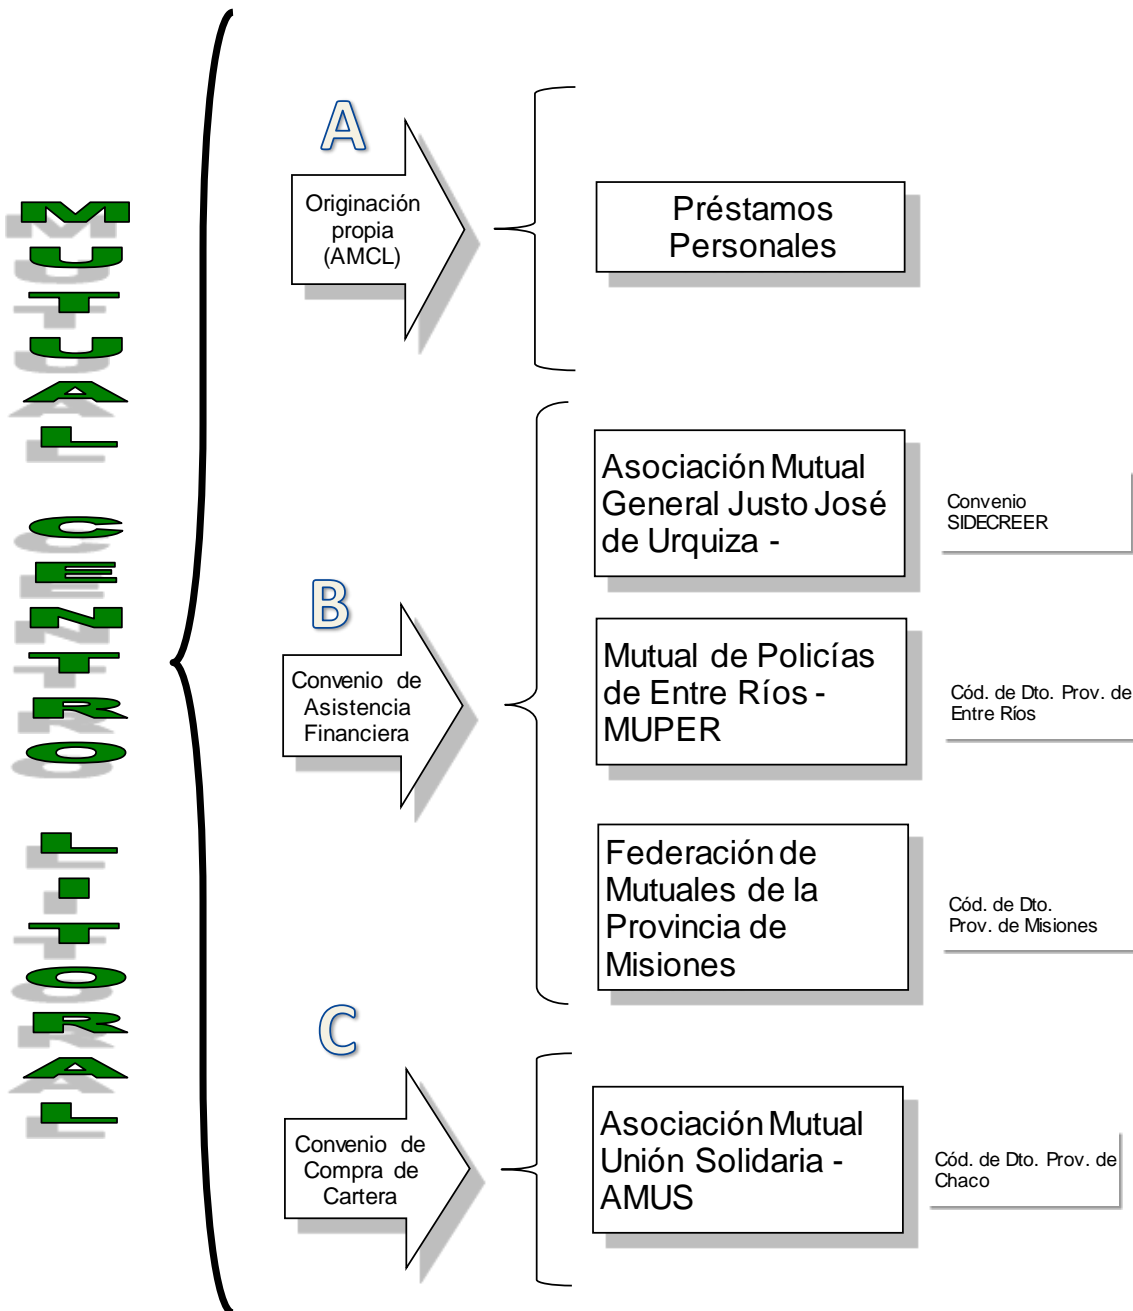 MUTUAL CENTRO LITORAL
A
Originación
propia
(AMCL)
Préstamos
Personales
B
Convenio de
Asistencia
Financiera
Asociación Mutual
General Justo José
de Urquiza -
Convenio
SIDECREER
Mutual de Policías
de Entre Ríos -
MUPER
Cód. de Dto. Prov. de
Entre Ríos
Federación de
Mutuales de la
Provincia de
Misiones
Cód. de Dto.
Prov. de Misiones
C
Convenio de
Compra de
Cartera
Asociación Mutual
Unión Solidaria -
AMUS
Cód. de Dto. Prov. de
Chaco